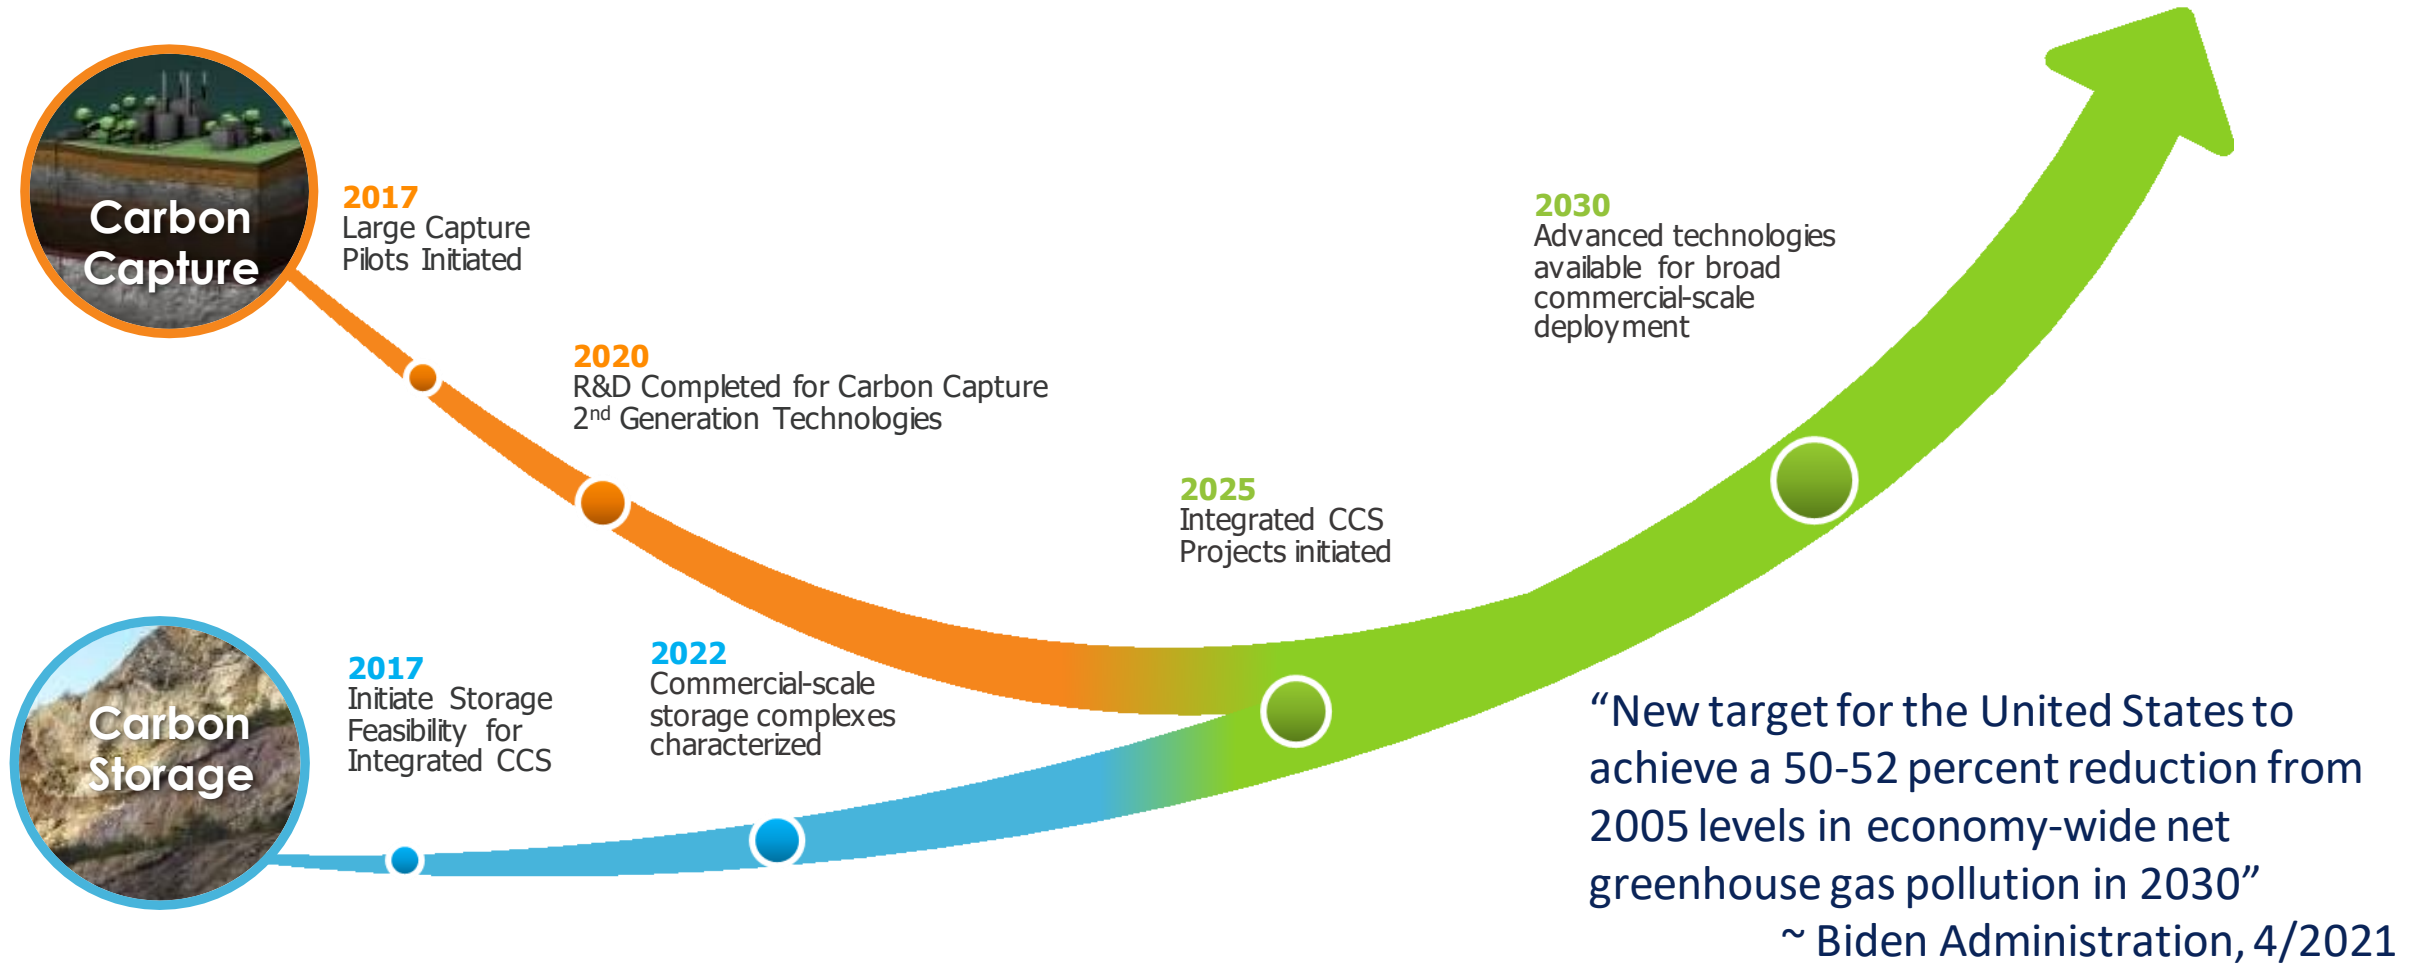 Carbon
Capture
2017
Large Capture
Pilots Initiated
2020
R&D Completed for Carbon Capture
2nd Generation Technologies
2030
Advanced technologies
available for broad
commercial-scale
deployment
2025
Integrated CCS
Projects initiated
Carbon
Storage
2017
Initiate Storage
Feasibility for
Integrated CCS
2022
Commercial-scale
storage complexes
characterized
“New target for the United States to
achieve a 50-52 percent reduction from
2005 levels in economy-wide net
greenhouse gas pollution in 2030”
~ Biden Administration, 4/2021